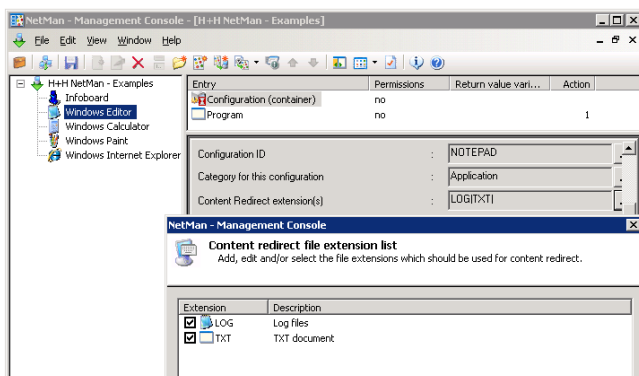 NetMan - Management Console - [H+H NetMan - Examples]
File Edit View Window Help
H+H NetMan - Examples
Infoboard
Windows Editor
Windows Calculator
Windows Paint
Windows Internet Explorer
Entry Permissions Return value vari... Action
Configuration (container) no
Program no 1
Configuration ID : NOTEPAD
Category for this configuration : Application
Content Redirect extension(s) : LOG|TXT|
NetMan - Management Console
Content redirect file extension list
Add, edit and/or select the file extensions which should be used for content redirect.
Extension Description
LOG Log files
TXT TXT document